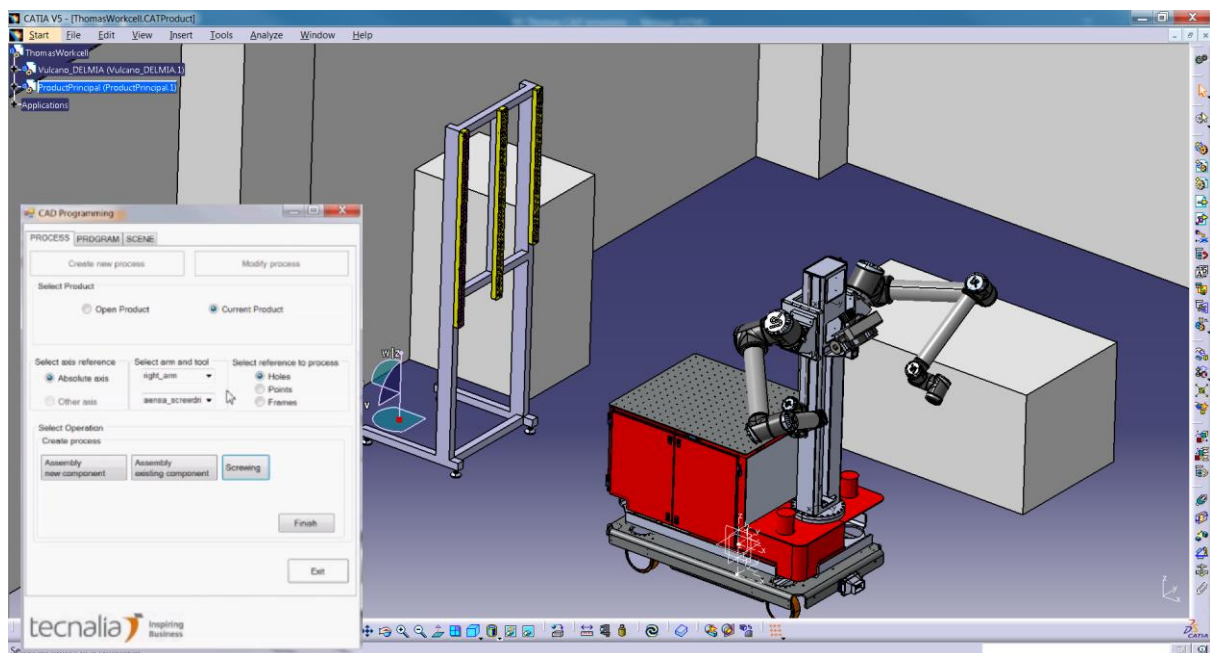 CATIA V5 - [ThomasWorkcell.CATProduct]
Start File Edit View Insert Tools Analyze Window Help
ThomasWorkcell
Vulcano_DELMIA (Vulcano_DELMIA.1)
ProductPrincipal (ProductPrincipal.1)
Applications
CAD Programming
PROCESS PROGRAM SCENE
Create new process Modify process
Select Product
Open Product Current Product
Select axis reference Select arm and tool Select reference to process
Absolute axis right_arm Holes
Points
Other axis aensa_screwdri Frames
Select Operation
Create process
Assembly new component Assembly existing component Screwing
Finish
Exit
tecnalia Inspiring Business
w z
v
CATIA